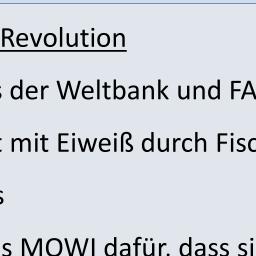 Revolution
s der Weltbank und FA
t mit Eiweiß durch Fisc
s
s MOWI dafür, dass si